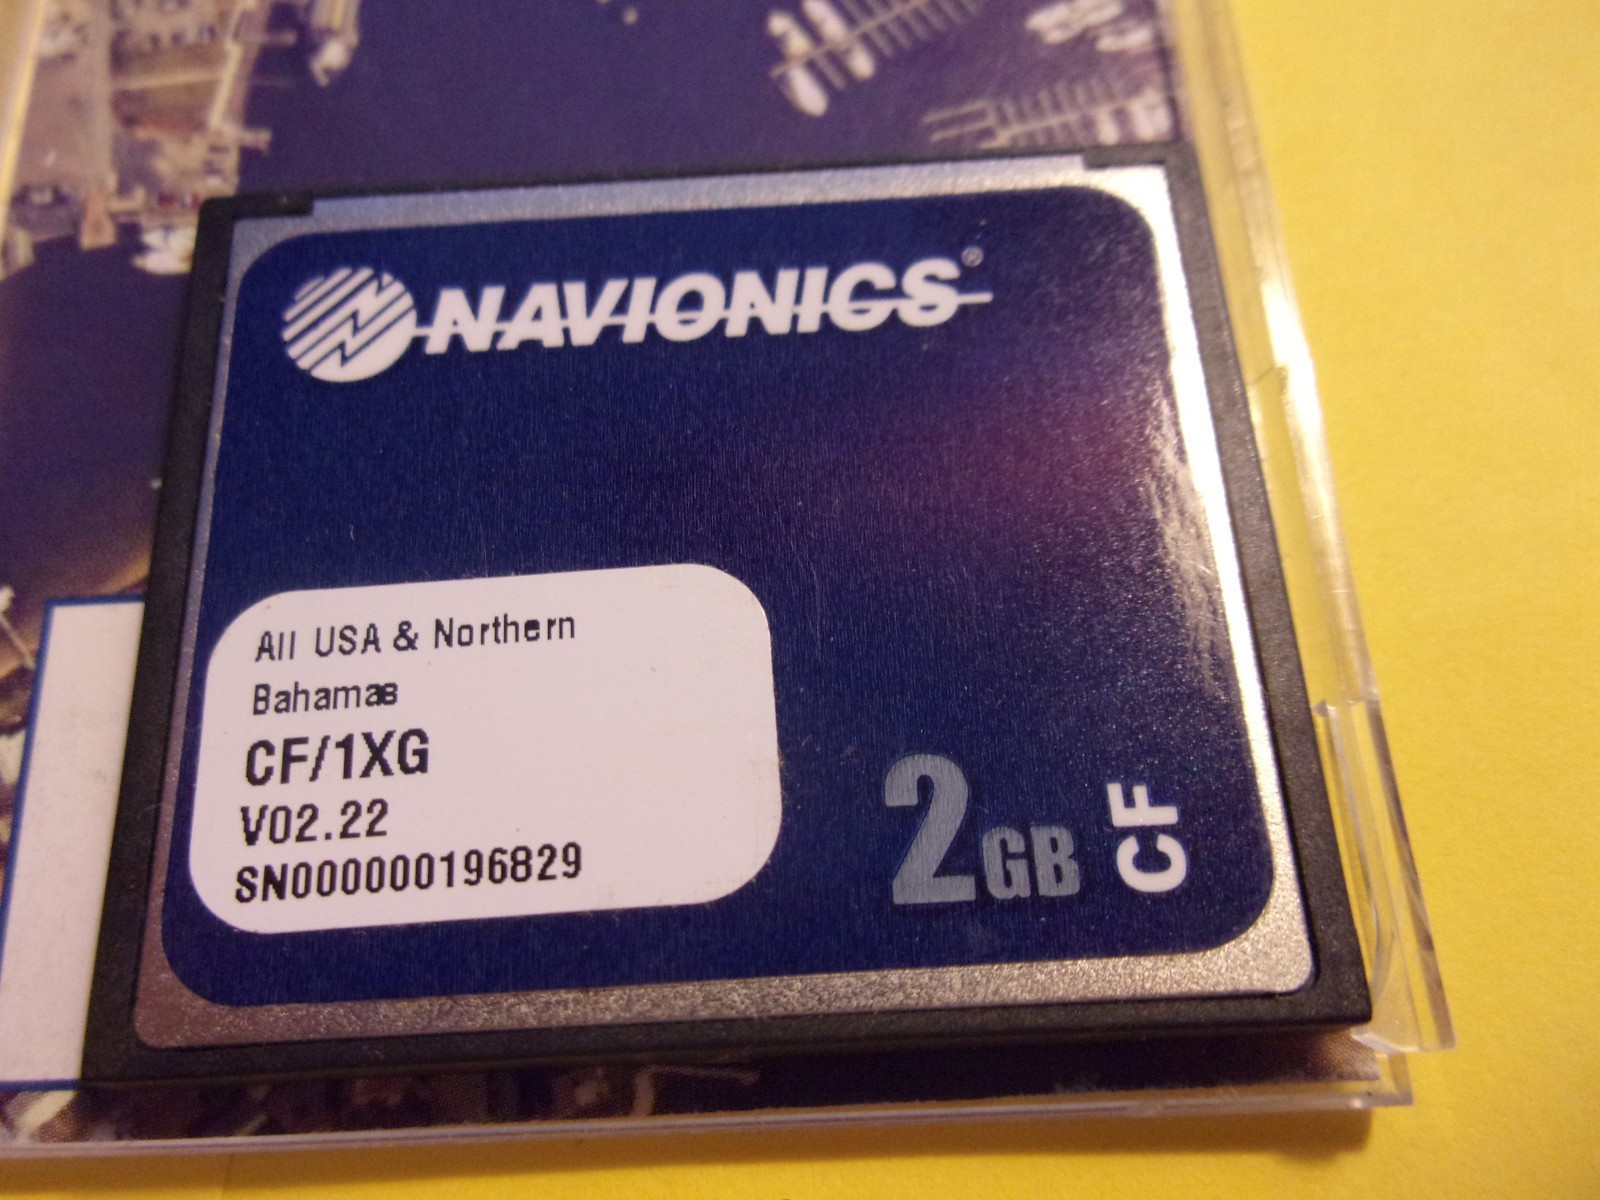 NAVIONICS®
All USA & Northern
Bahamas
CF/1XG
V02.22
SN000000196829
2GB
CF